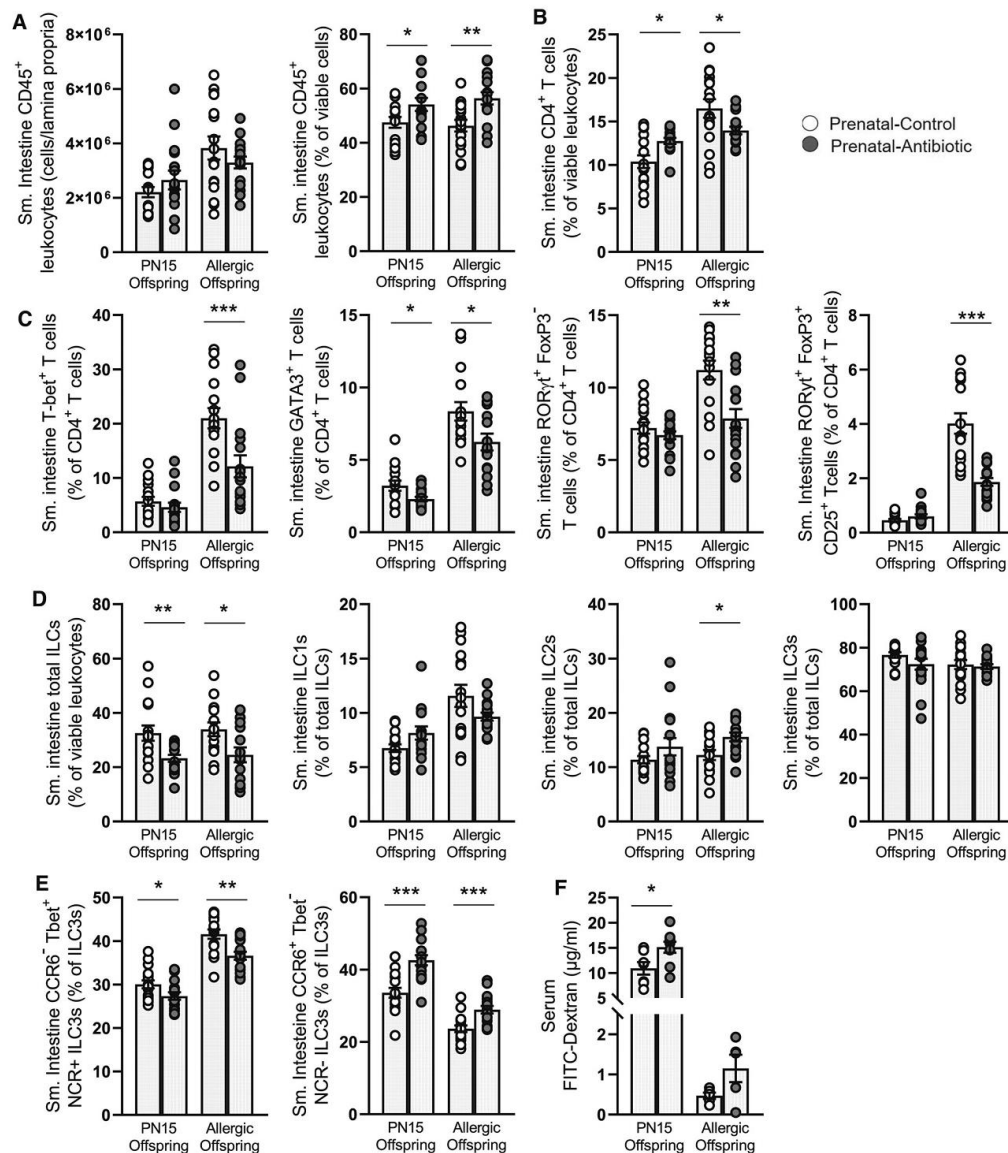 A
Sm. Intestine CD45+
leukocytes (cells/lamina propria)
8×10⁶
6×10⁶
4×10⁶
2×10⁶
0
PN15
Offspring
Allergic
Offspring
Sm. intestine CD45+
leukocytes (% of viable cells)
100
80
60
40
20
0
*
**
PN15
Offspring
Allergic
Offspring
B
Sm. intestine CD4+ T cells
(% of viable leukocytes)
25
20
15
10
5
0
*
*
PN15
Offspring
Allergic
Offspring
Prenatal-Control
Prenatal-Antibiotic
C
Sm. intestine T-bet+ T cells
(% of CD4+ T cells)
40
30
20
10
0
***
PN15
Offspring
Allergic
Offspring
Sm. intestine GATA3+ T cells
(% of CD4+ T cells)
15
10
5
0
*
*
PN15
Offspring
Allergic
Offspring
Sm. intestine RORγt+ FoxP3-
T cells (% of CD4+ T cells)
15
10
5
0
**
PN15
Offspring
Allergic
Offspring
Sm. intestine RORyt+ FoxP3+
CD25+ T cells (% of CD4+ T cells)
8
6
4
2
0
***
PN15
Offspring
Allergic
Offspring
D
Sm. intestine total ILCs
(% of viable leukocytes)
80
60
40
20
0
**
*
PN15
Offspring
Allergic
Offspring
Sm. intestine ILC1s
(% of total ILCs)
20
15
10
5
0
PN15
Offspring
Allergic
Offspring
Sm. intestine ILC2s
(% of total ILCs)
40
30
20
10
0
*
PN15
Offspring
Allergic
Offspring
Sm. intestine ILC3s
(% of total ILCs)
100
80
60
40
20
0
PN15
Offspring
Allergic
Offspring
E
Sm. Intestine CCR6- Tbet+
NCR+ ILC3s (% of ILC3s)
50
40
30
20
10
0
*
**
PN15
Offspring
Allergic
Offspring
Sm. Intesteine CCR6+ Tbet-
NCR- ILC3s (% of ILC3s)
60
40
20
0
***
***
PN15
Offspring
Allergic
Offspring
F
Serum
FITC-Dextran (µg/ml)
25
20
15
10
5
2
1
0
*
PN15
Offspring
Allergic
Offspring